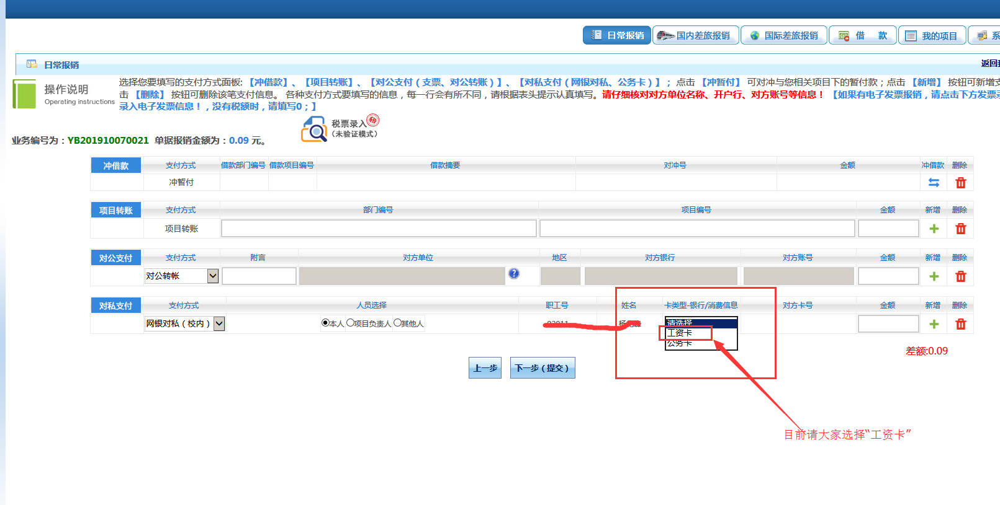 日常报销 国内差旅报销 国际差旅报销 借 款 我的项目 系
日常报销 返回
操作说明
Operating instructions
选择您要填写的支付方式面板: 【冲借款】、【项目转账】、【对公支付（支票、对公转账）】、【对私支付（网银对私、公务卡）】；点击 【冲暂付】 可对冲与您相关项目下的暂付款；点击 【新增】 按钮可新增支
击 【删除】 按钮可删除该笔支付信息。 各种支付方式要填写的信息，每一行会有所不同，请根据表头提示认真填写。请仔细核对对方单位名称、开户行、对方账号等信息！ 【如果有电子发票报销，请点击下方发票录
录入电子发票信息！，没有税额时，请填写0；】
税票录入 税
（未验证模式）
业务编号为：YB201910070021 单据报销金额为：0.09 元。
冲借款 支付方式 借款部门编号 借款项目编号 借款摘要 对冲号 金额 冲借款 删除
冲暂付
项目转账 支付方式 部门编号 项目编号 金额 新增 删除
项目转账
对公支付 支付方式 附言 对方单位 地区 对方银行 对方账号 金额 新增 删除
对公转帐 ?
对私支付 支付方式 人员选择 职工号 姓名 卡类型-银行/消费信息 对方卡号 金额 新增 删除
网银对私（校内） 本人 项目负责人 其他人 杨 请选择
工资卡
公务卡
差额:0.09
上一步 下一步（提交）
目前请大家选择“工资卡”